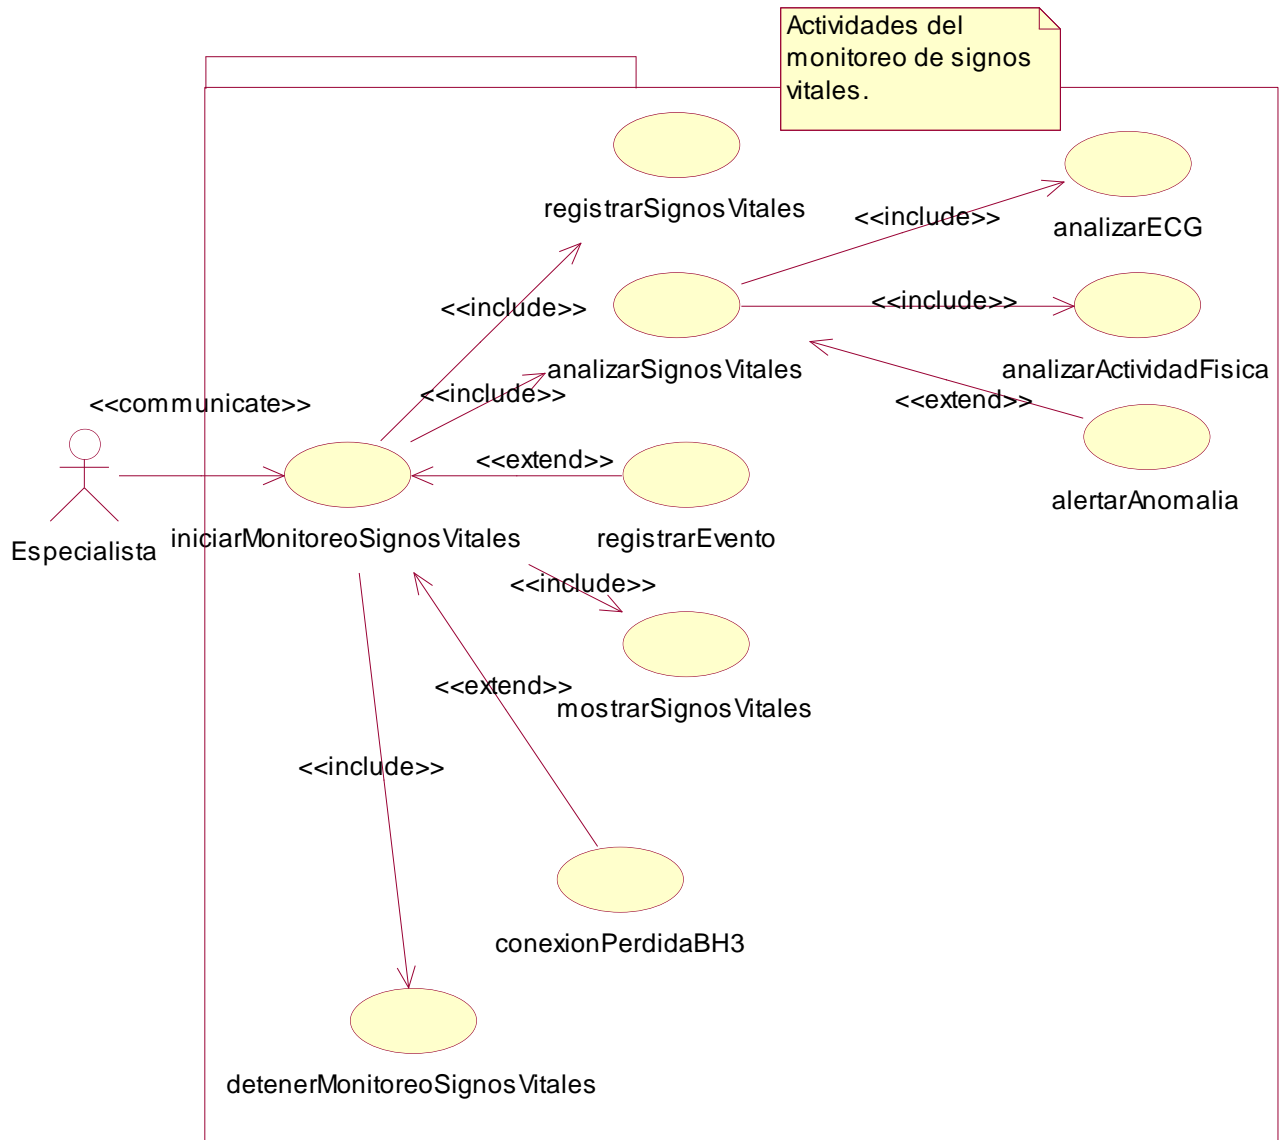 Actividades del
monitoreo de signos
vitales.
registrarSignosVitales
<<include>>
analizarECG
<<include>>
<<include>>
analizarSignosVitales
analizarActividadFisica
<<include>>
<<extend>>
<<communicate>>
<<extend>>
alertarAnomalia
iniciarMonitoreoSignosVitales
registrarEvento
Especialista
<<include>>
<<extend>>
mostrarSignosVitales
<<include>>
conexionPerdidaBH3
detenerMonitoreoSignosVitales